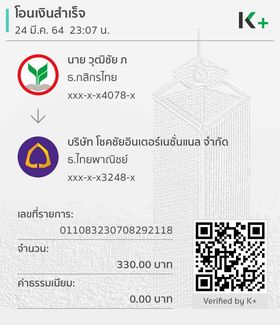 โอนเงินสำเร็จ
24 มี.ค. 64 23:07 น.
K+
นาย วุฒิชัย ภ
ธ.กสิกรไทย
xxx-x-x4078-x
บริษัท โชคชัยอินเตอร์เนชั่นแนล จำกัด
ธ.ไทยพาณิชย์
xxx-x-x3248-x
เลขที่รายการ:
011083230708292118
จำนวน:
330.00 บาท
ค่าธรรมเนียม:
0.00 บาท
Verified by K+